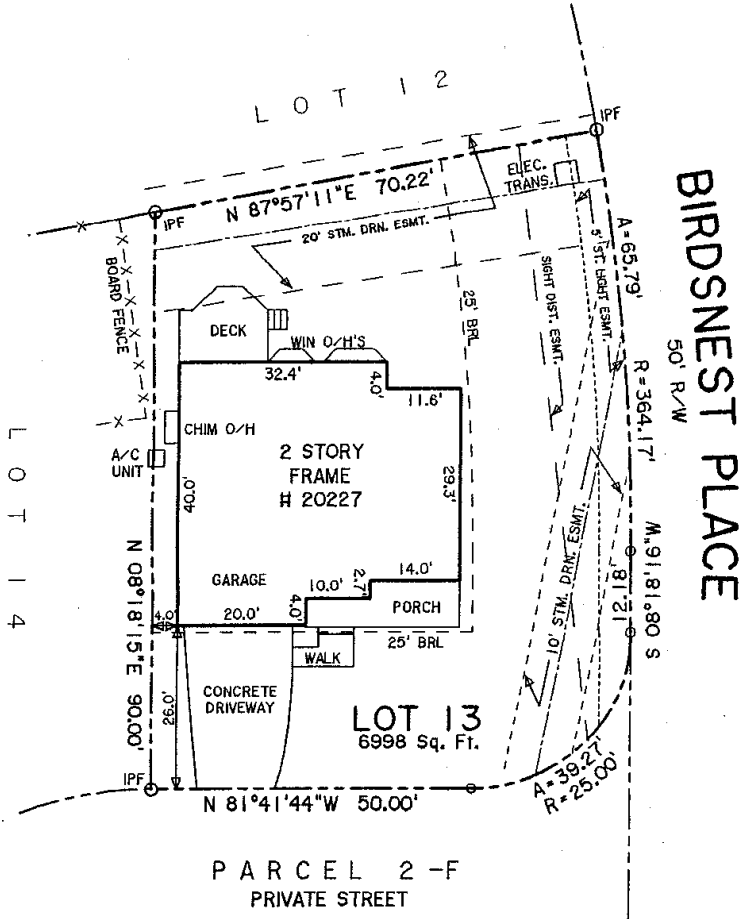 LOT 12
IPF
ELEC.
TRANS.
N 87°57'11"E 70.22'
IPF
20' STM. DRN. ESMT.
BOARD FENCE
DECK
WIN O/H'S
32.4'
4.0'
11.6'
25' BRL
SIGHT DIST. ESMT.
5' ST. LIGHT ESMT.
A=65.79'
R=364.17'
BIRDSNEST PLACE
50' R/W
CHIM O/H
A/C
UNIT
40.0'
2 STORY
FRAME
# 20227
29.3'
LOT 14
N 08°18'15"E 90.00'
GARAGE
10.0'
2.7'
14.0'
4.0'
20.0'
4.0'
PORCH
25' BRL
WALK
10' STM. DRN. ESMT.
S 08°18'16"W
12.18'
26.0'
CONCRETE
DRIVEWAY
LOT 13
6998 Sq. Ft.
IPF
N 81°41'44"W 50.00'
A=39.27'
R=25.00'
PARCEL 2-F
PRIVATE STREET